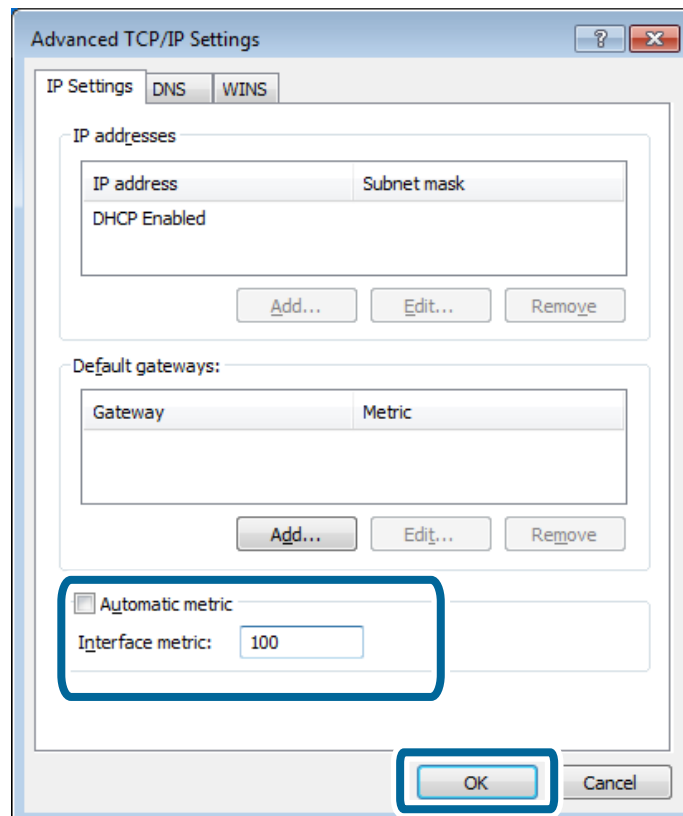 Advanced TCP/IP Settings
?
IP Settings DNS WINS
IP addresses
IP address Subnet mask
DHCP Enabled
Add... Edit... Remove
Default gateways:
Gateway Metric
Add... Edit... Remove
Automatic metric
Interface metric: 100
OK Cancel